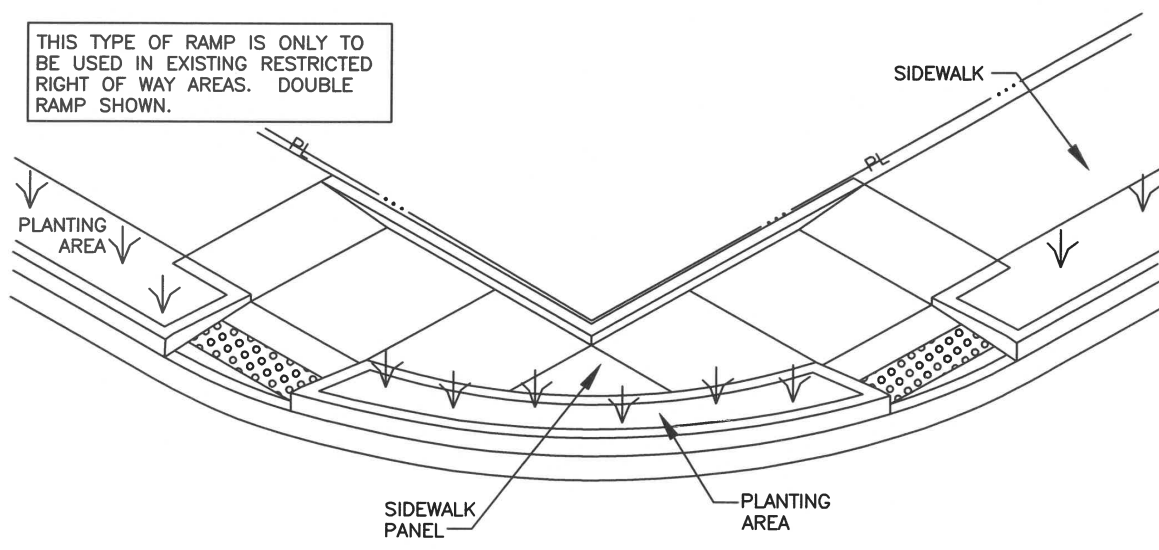 THIS TYPE OF RAMP IS ONLY TO
BE USED IN EXISTING RESTRICTED
RIGHT OF WAY AREAS. DOUBLE
RAMP SHOWN.
SIDEWALK
PL
PL
PLANTING
AREA
SIDEWALK
PANEL
PLANTING
AREA